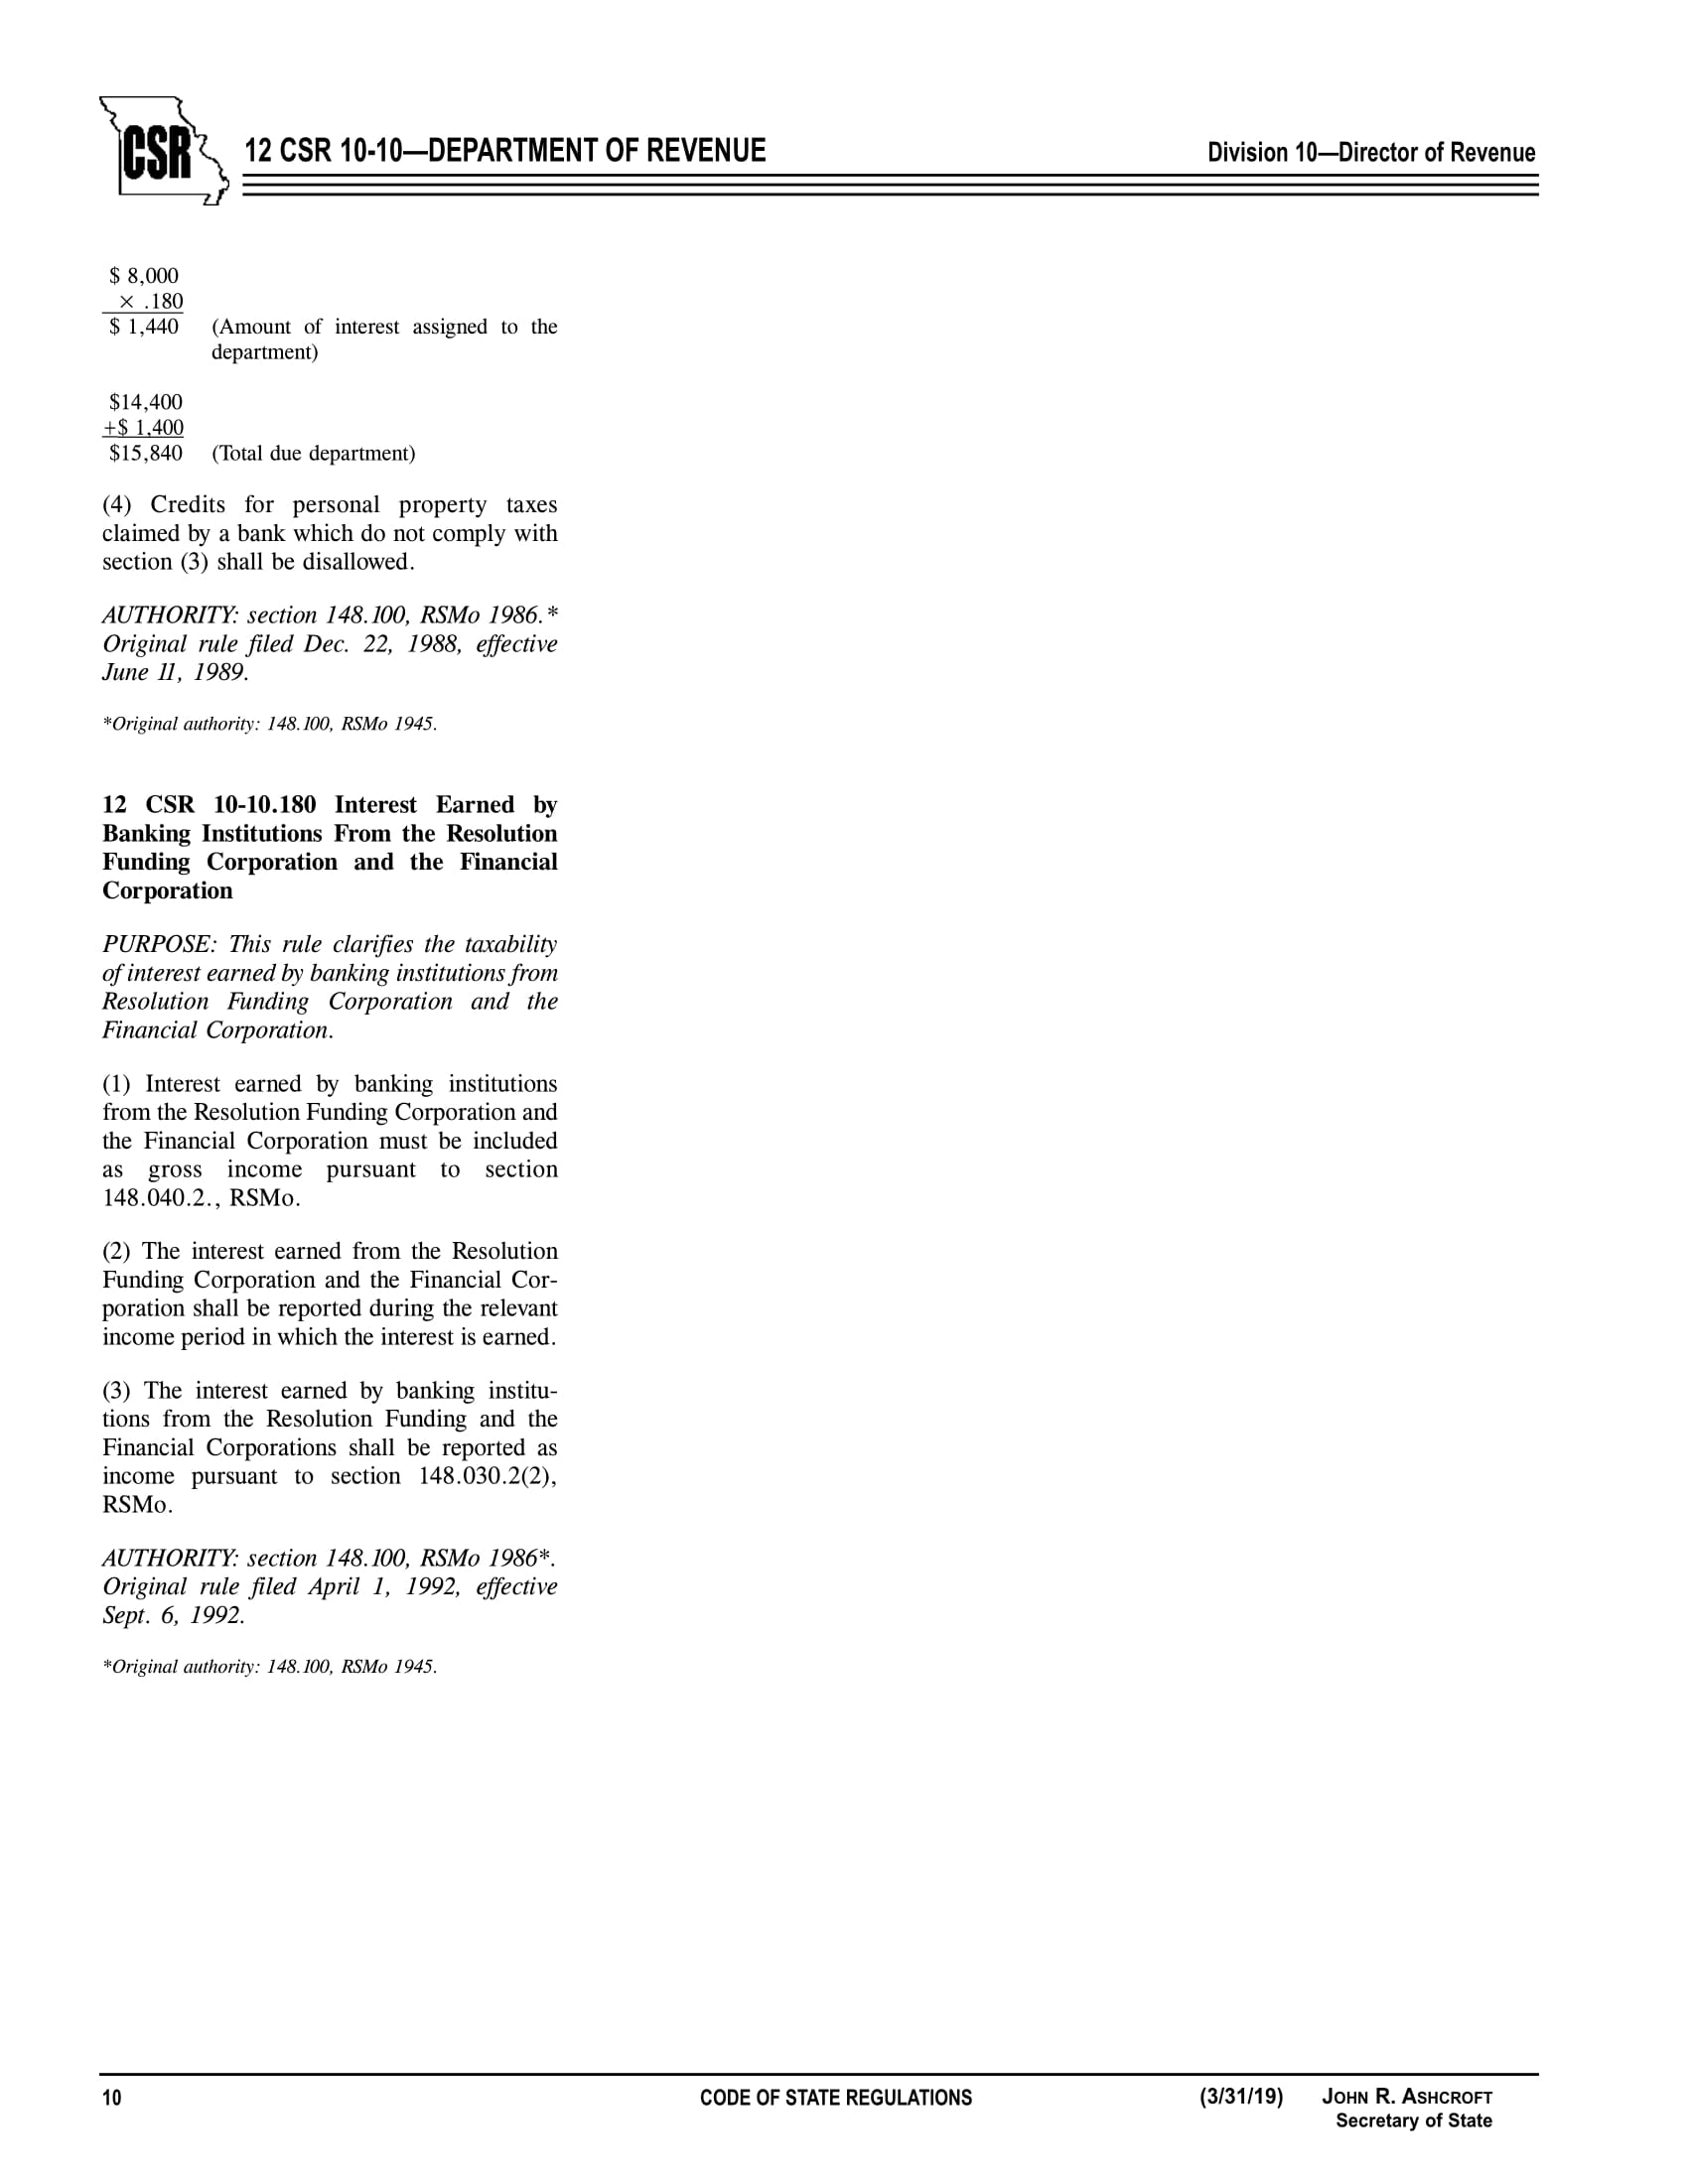 CSR
12 CSR 10-10—DEPARTMENT OF REVENUE
Division 10—Director of Revenue
$ 8,000
× .180
$ 1,440 (Amount of interest assigned to the
department)
$14,400
+$ 1,400
$15,840 (Total due department)
(4) Credits for personal property taxes
claimed by a bank which do not comply with
section (3) shall be disallowed.
AUTHORITY: section 148.100, RSMo 1986.*
Original rule filed Dec. 22, 1988, effective
June 11, 1989.
*Original authority: 148.100, RSMo 1945.
12 CSR 10-10.180 Interest Earned by
Banking Institutions From the Resolution
Funding Corporation and the Financial
Corporation
PURPOSE: This rule clarifies the taxability
of interest earned by banking institutions from
Resolution Funding Corporation and the
Financial Corporation.
(1) Interest earned by banking institutions
from the Resolution Funding Corporation and
the Financial Corporation must be included
as gross income pursuant to section
148.040.2., RSMo.
(2) The interest earned from the Resolution
Funding Corporation and the Financial Cor-
poration shall be reported during the relevant
income period in which the interest is earned.
(3) The interest earned by banking institu-
tions from the Resolution Funding and the
Financial Corporations shall be reported as
income pursuant to section 148.030.2(2),
RSMo.
AUTHORITY: section 148.100, RSMo 1986*.
Original rule filed April 1, 1992, effective
Sept. 6, 1992.
*Original authority: 148.100, RSMo 1945.
10
CODE OF STATE REGULATIONS
(3/31/19) JOHN R. ASHCROFT
Secretary of State